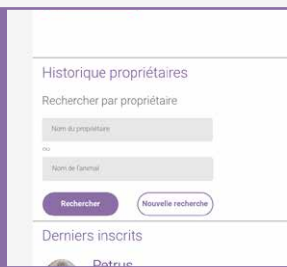 Historique propriétaires
Rechercher par propriétaire
Nom du propriétaire
ou
Nom de l'animal
Rechercher
Nouvelle recherche
Derniers inscrits
Petrus